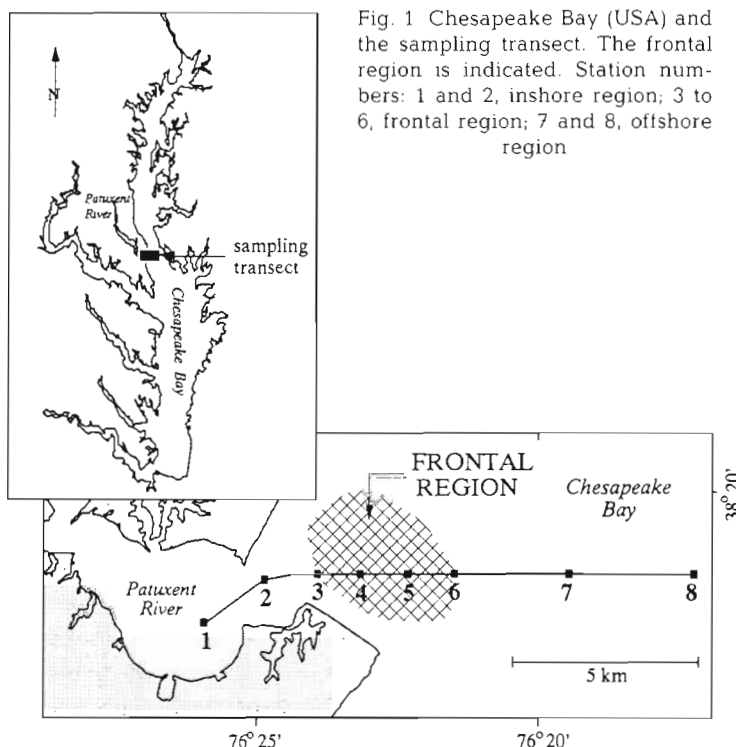 Fig. 1 Chesapeake Bay (USA) and
the sampling transect. The frontal
region is indicated. Station num-
bers: 1 and 2, inshore region; 3 to
6, frontal region; 7 and 8, offshore
region
N
Patuxent
River
sampling
transect
Chesapeake Bay
FRONTAL
REGION
Chesapeake
Bay
38°20'
Patuxent
River
1
2
3
4
5
6
7
8
5 km
76°25'
76°20'